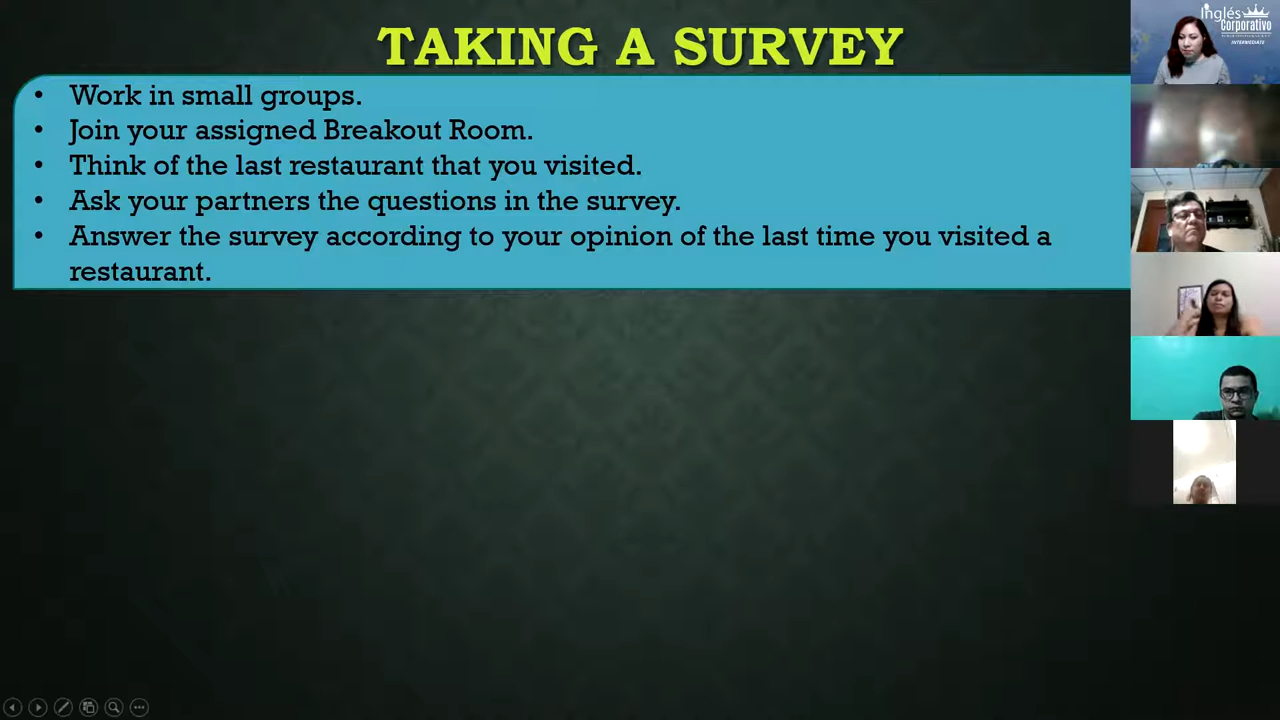 TAKING A SURVEY
• Work in small groups.
• Join your assigned Breakout Room.
• Think of the last restaurant that you visited.
• Ask your partners the questions in the survey.
• Answer the survey according to your opinion of the last time you visited a
restaurant.
Inglés
Corporativo
INTERMEDIATE